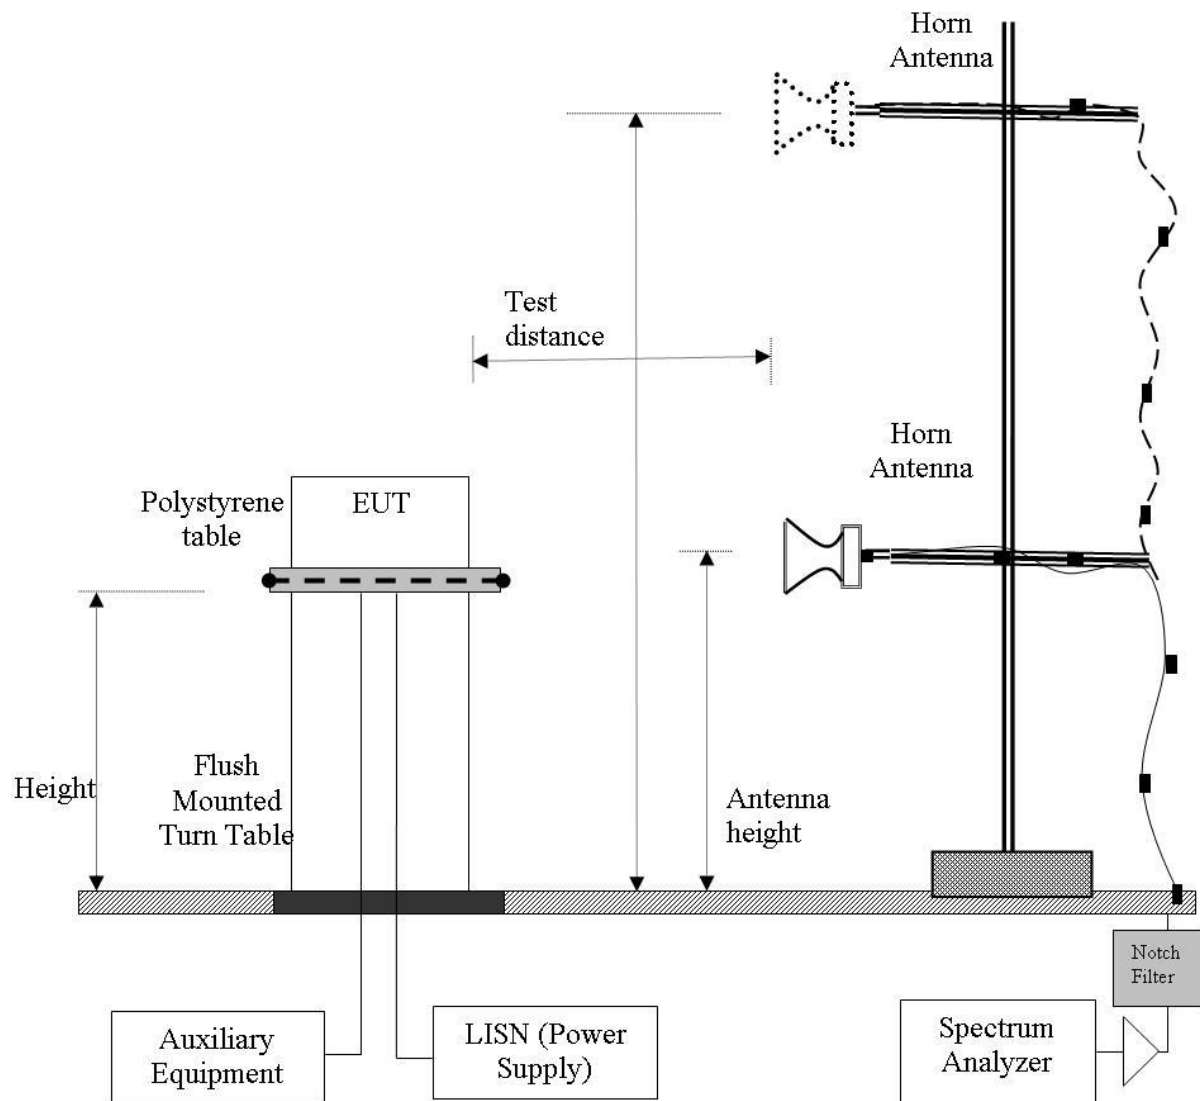 Horn
Antenna
Test
distance
Horn
Antenna
Polystyrene
table
EUT
Height
Flush
Mounted
Turn Table
Antenna
height
Notch
Filter
Auxiliary
Equipment
LISN (Power
Supply)
Spectrum
Analyzer